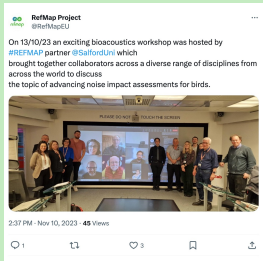 RefMap Project
@RefMapEU
On 13/10/23 an exciting bioacoustics workshop was hosted by
#REFMAP partner @SalfordUni which
brought together collaborators across a diverse range of disciplines from
across the world to discuss
the topic of advancing noise impact assessments for birds.
PLEASE DO NOT TOUCH THE SCREEN
2:37 PM · Nov 10, 2023 · 45 Views
1
3